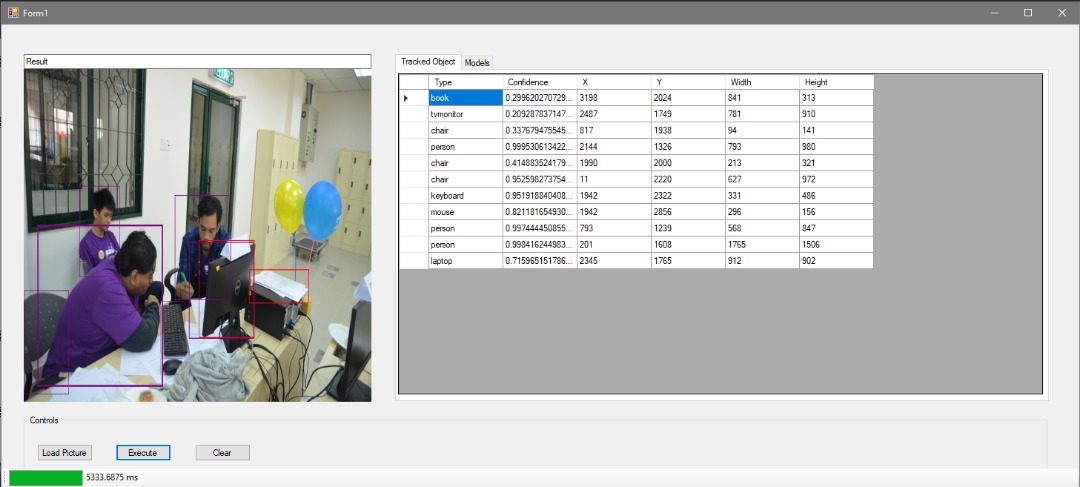 Form1
Result
Tracked Object Models
Type Confidence X Y Width Height
book 0.299620270729... 3198 2024 841 313
tvmonitor 0.209287837147... 2487 1749 781 910
chair 0.337679475545... 817 1938 94 141
person 0.999530613422... 2144 1326 793 980
chair 0.414883524179... 1990 2000 213 321
chair 0.952598273754... 11 2220 627 972
keyboard 0.951918840408... 1942 2322 331 486
mouse 0.821181654930... 1942 2856 296 156
person 0.997444450855... 793 1239 568 847
person 0.998416244983... 201 1608 1765 1506
laptop 0.715965151786... 2345 1765 912 902
Controls
Load Picture Execute Clear
5333.6875 ms